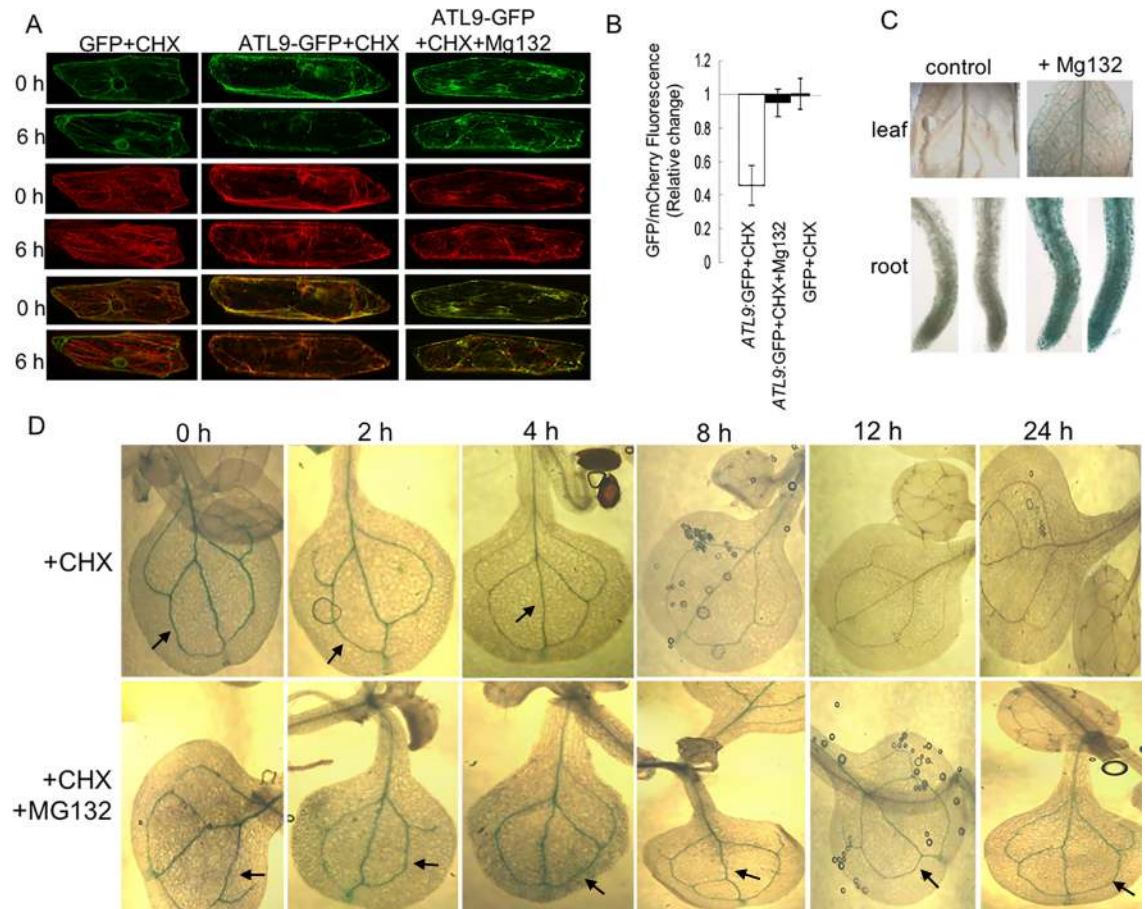 A
GFP+CHX
ATL9-GFP+CHX
ATL9-GFP
+CHX+Mg132
0 h
6 h
0 h
6 h
0 h
6 h
B
GFP/mCherry Fluorescence
(Relative change)
1.2
1
0.8
0.6
0.4
0.2
0
ATL9:GFP+CHX
ATL9:GFP+CHX+Mg132
GFP+CHX
C
control
+ Mg132
leaf
root
D
0 h
2 h
4 h
8 h
12 h
24 h
+CHX
+CHX
+MG132